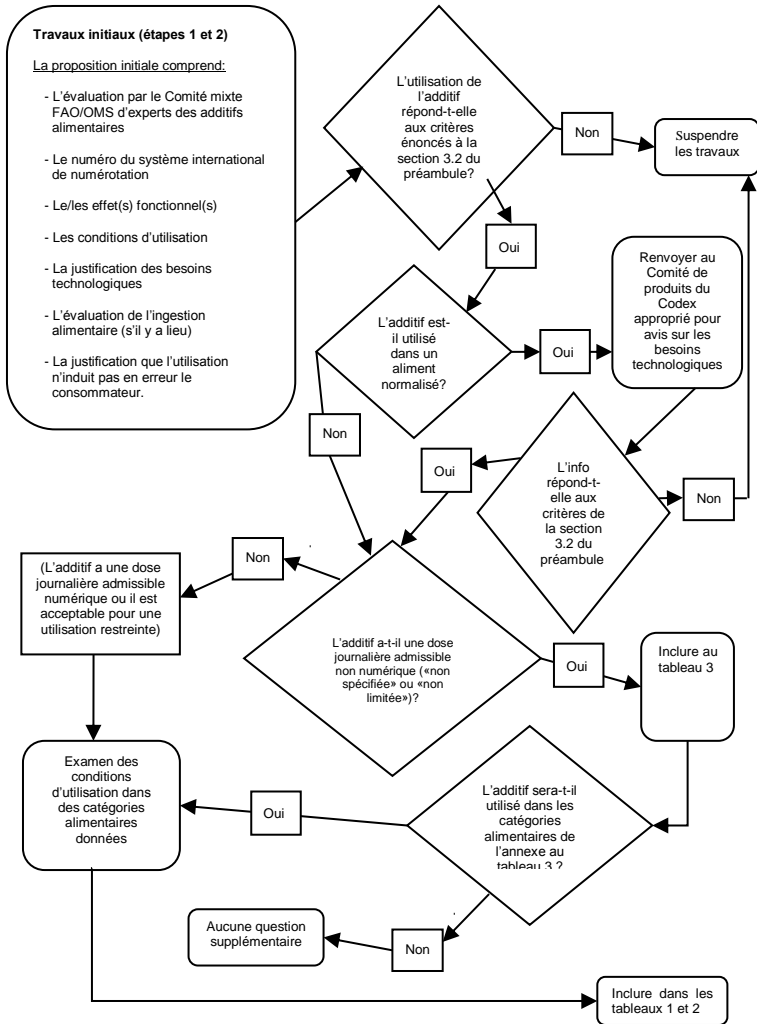 Travaux initiaux (étapes 1 et 2)
La proposition initiale comprend:
- L'évaluation par le Comité mixte
FAO/OMS d'experts des additifs
alimentaires
- Le numéro du système international
de numérotation
- Le/les effet(s) fonctionnel(s)
- Les conditions d'utilisation
- La justification des besoins
technologiques
- L'évaluation de l'ingestion
alimentaire (s'il y a lieu)
- La justification que l'utilisation
n'induit pas en erreur le
consommateur.
L'utilisation de
l'additif
répond-t-elle
aux critères
énoncés à la
section 3.2 du
préambule?
Non
Suspendre
les travaux
Oui
L'additif est-
il utilisé
dans un
aliment
normalisé?
Oui
Renvoyer au
Comité de
produits du
Codex
approprié pour
avis sur les
besoins
technologiques
Non
Oui
L'info
répond-t-
elle aux
critères de
la section
3.2 du
préambule
Non
Non
(L'additif a une dose
journalière admissible
numérique ou il est
acceptable pour une
utilisation restreinte)
L'additif a-t-il une dose
journalière admissible
non numérique («non
spécifiée» ou «non
limitée»)?
Oui
Inclure au
tableau 3
Examen des
conditions
d'utilisation dans
des catégories
alimentaires
données
Oui
L'additif sera-t-il
utilisé dans les
catégories
alimentaires de
l'annexe au
tableau 3 ?
Aucune question
supplémentaire
Non
Inclure dans les
tableaux 1 et 2